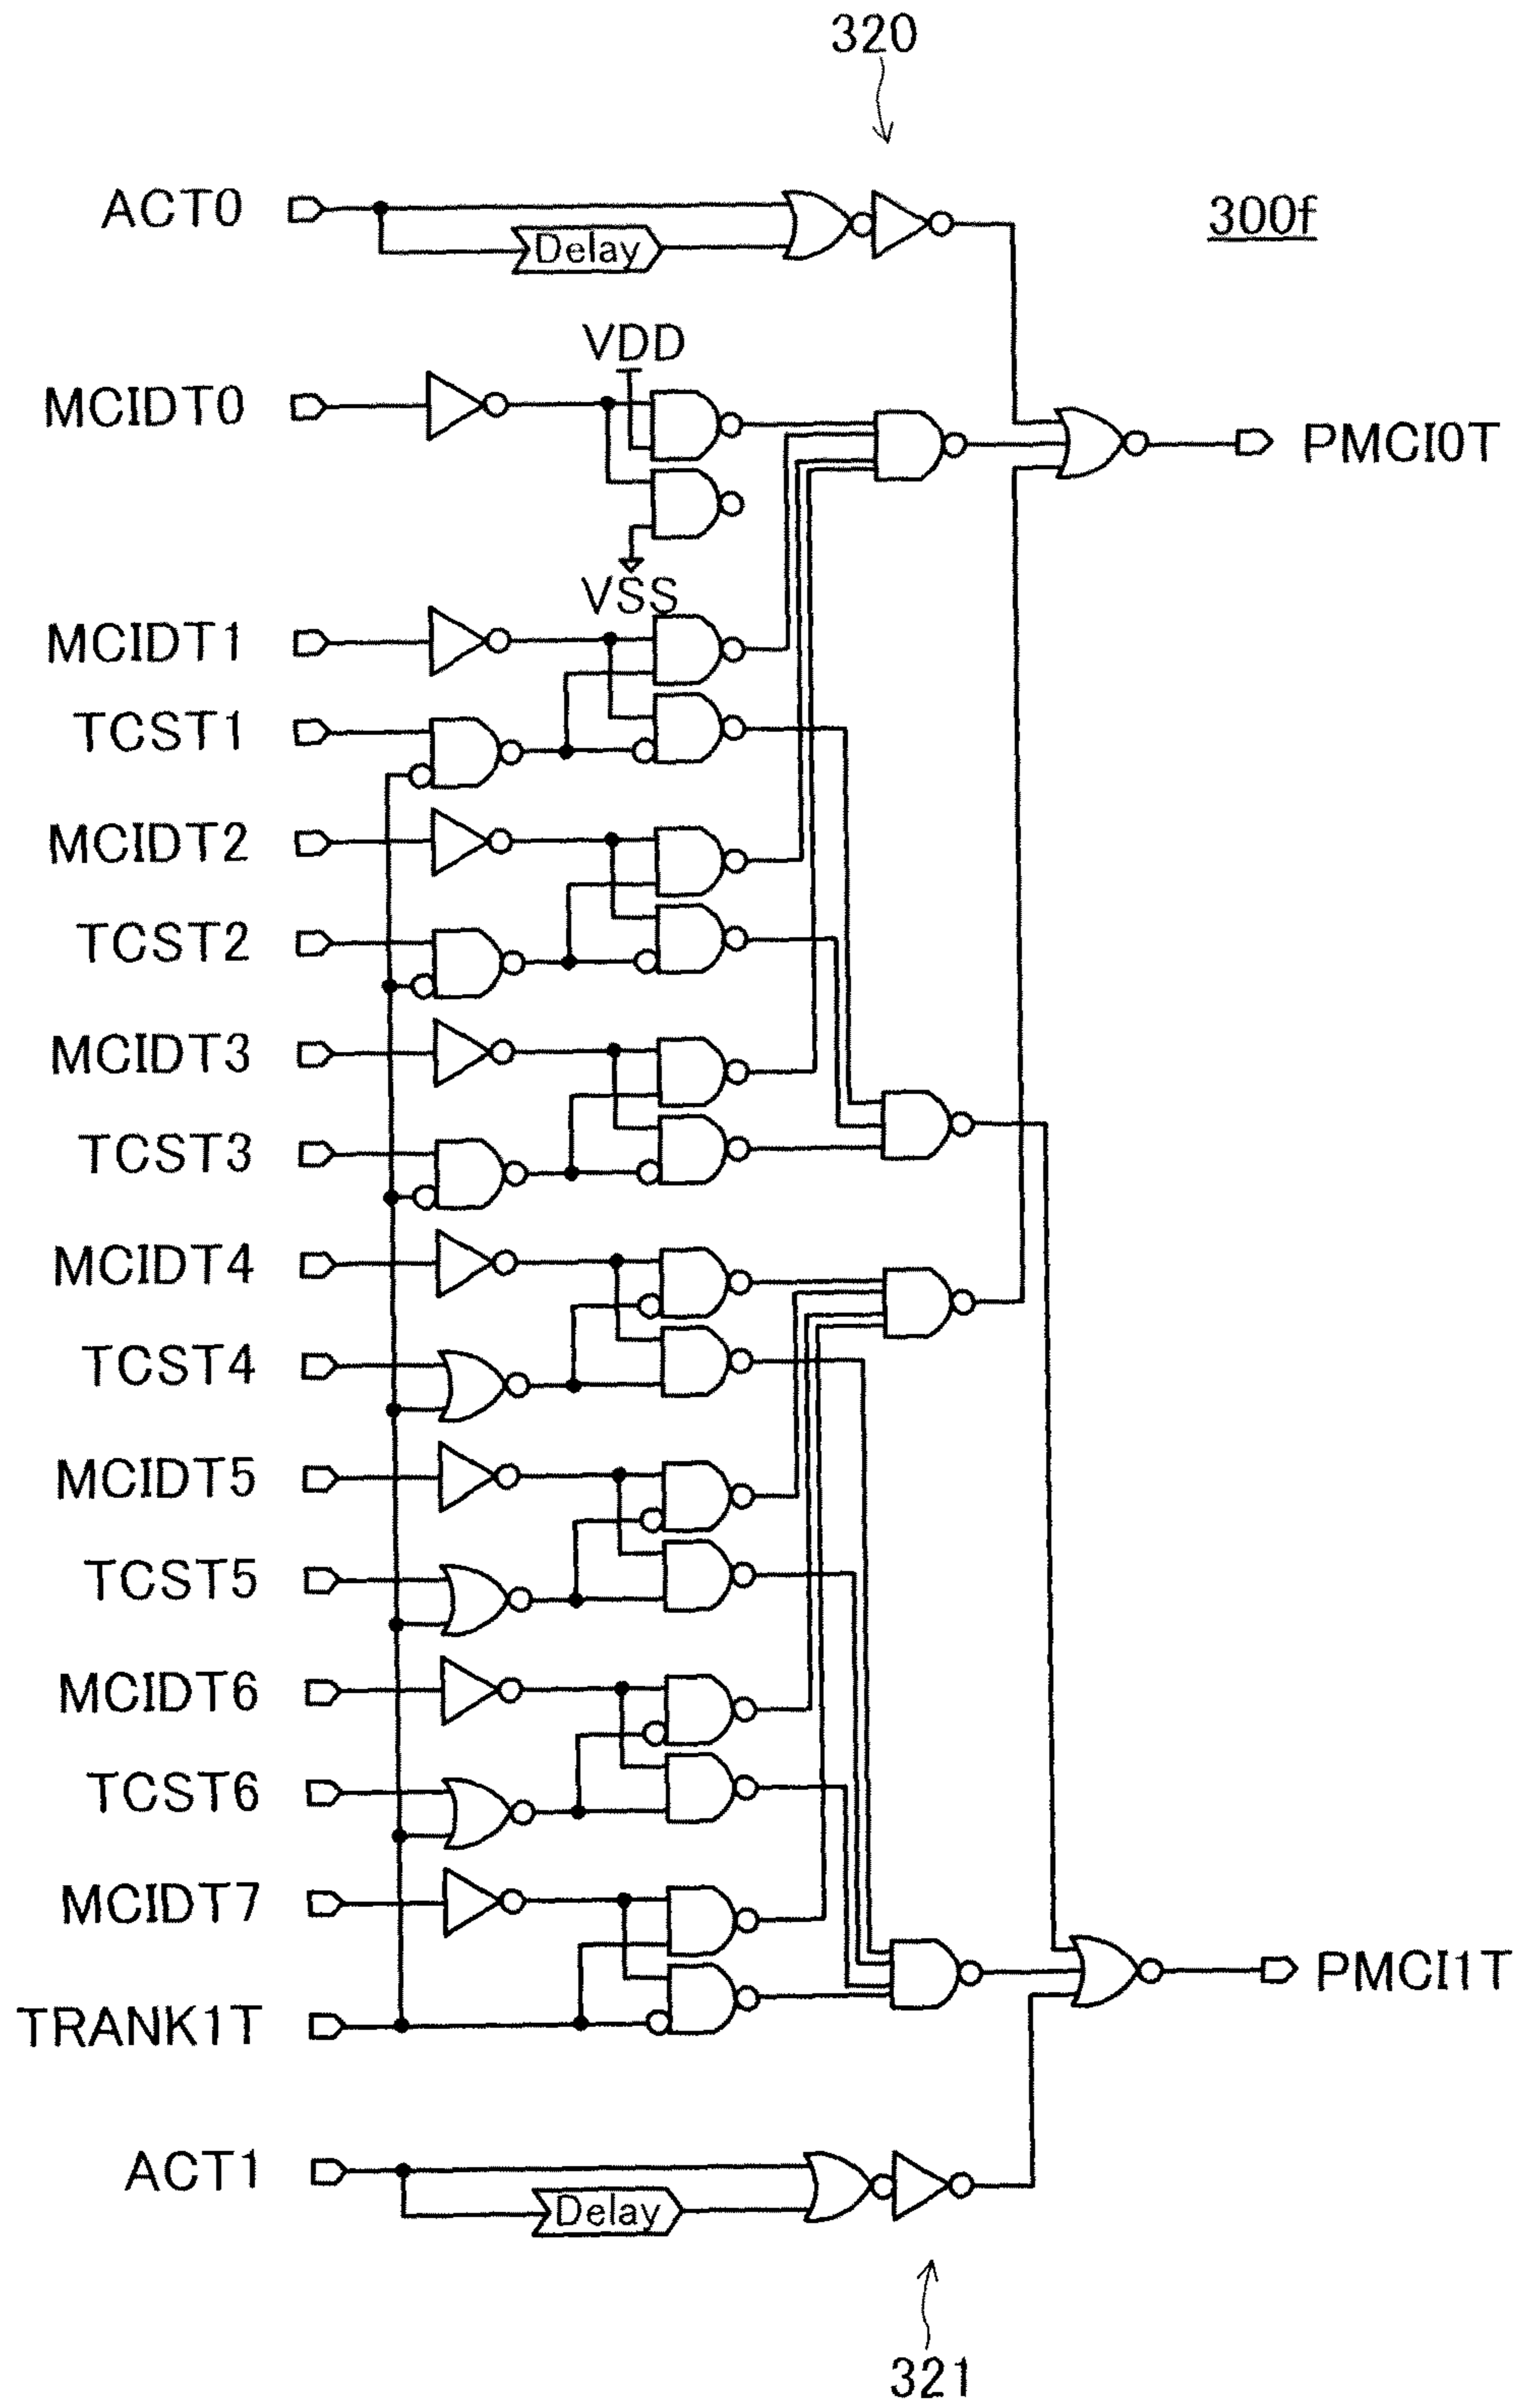 320
ACT0
300f
Delay
VDD
MCIDT0
PMCI0T
VSS
MCIDT1
TCST1
MCIDT2
TCST2
MCIDT3
TCST3
MCIDT4
TCST4
MCIDT5
TCST5
MCIDT6
TCST6
MCIDT7
PMCI1T
TRANK1T
ACT1
Delay
321